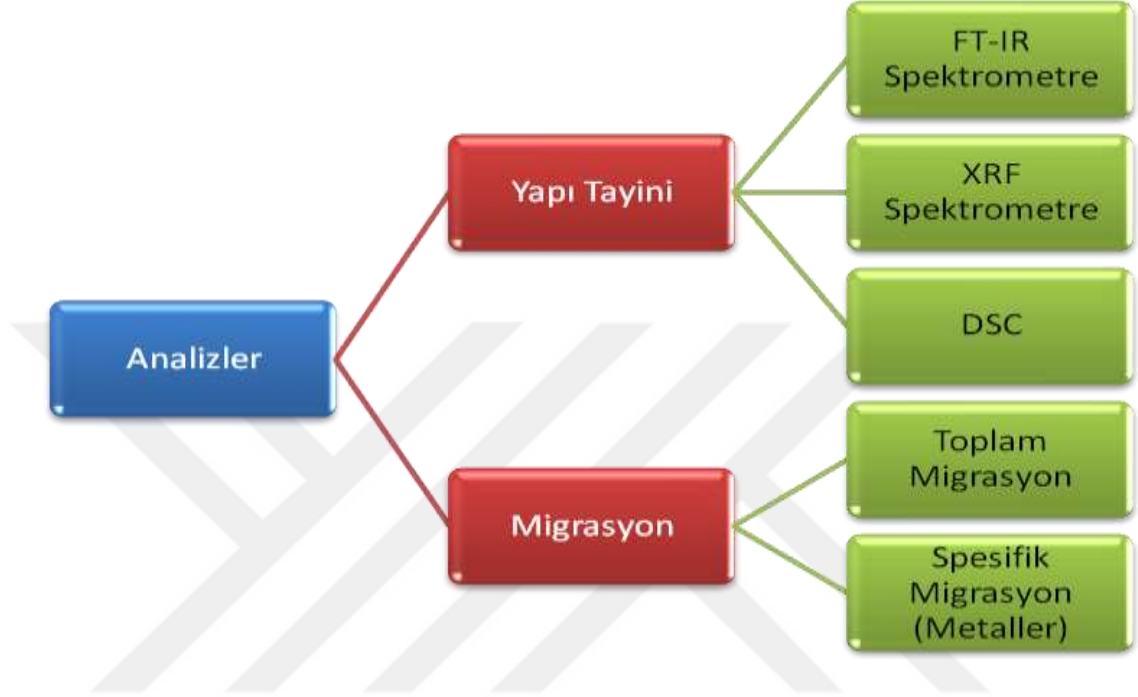 Analizler
Yapı Tayini
FT-IR
Spektrometre
XRF
Spektrometre
DSC
Migrasyon
Toplam
Migrasyon
Spesifik
Migrasyon
(Metaller)